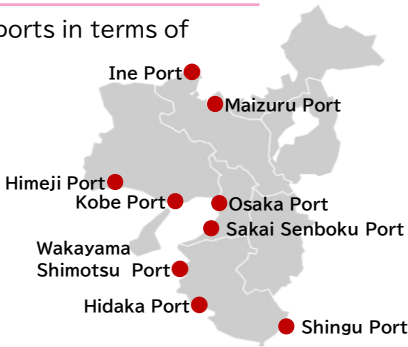 ports in terms of
Ine Port
Maizuru Port
Himeji Port
Kobe Port
Osaka Port
Sakai Senboku Port
Wakayama
Shimotsu Port
Hidaka Port
Shingu Port